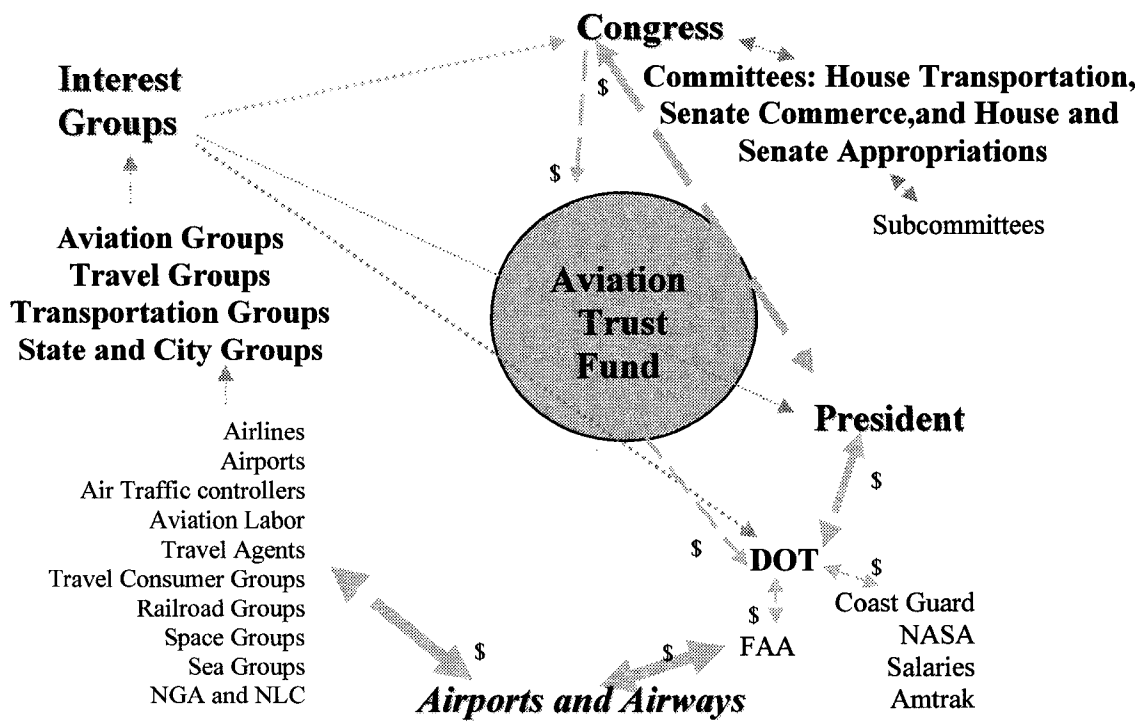 Congress
Interest
Groups
$
Committees: House Transportation,
Senate Commerce,and House and
Senate Appropriations
$
Subcommittees
Aviation Groups
Travel Groups
Transportation Groups
State and City Groups
Aviation
Trust
Fund
President
Airlines
Airports
Air Traffic controllers
Aviation Labor
Travel Agents
Travel Consumer Groups
Railroad Groups
Space Groups
Sea Groups
NGA and NLC
$
$
DOT
$
Coast Guard
NASA
Salaries
Amtrak
$
FAA
$
$
Airports and Airways